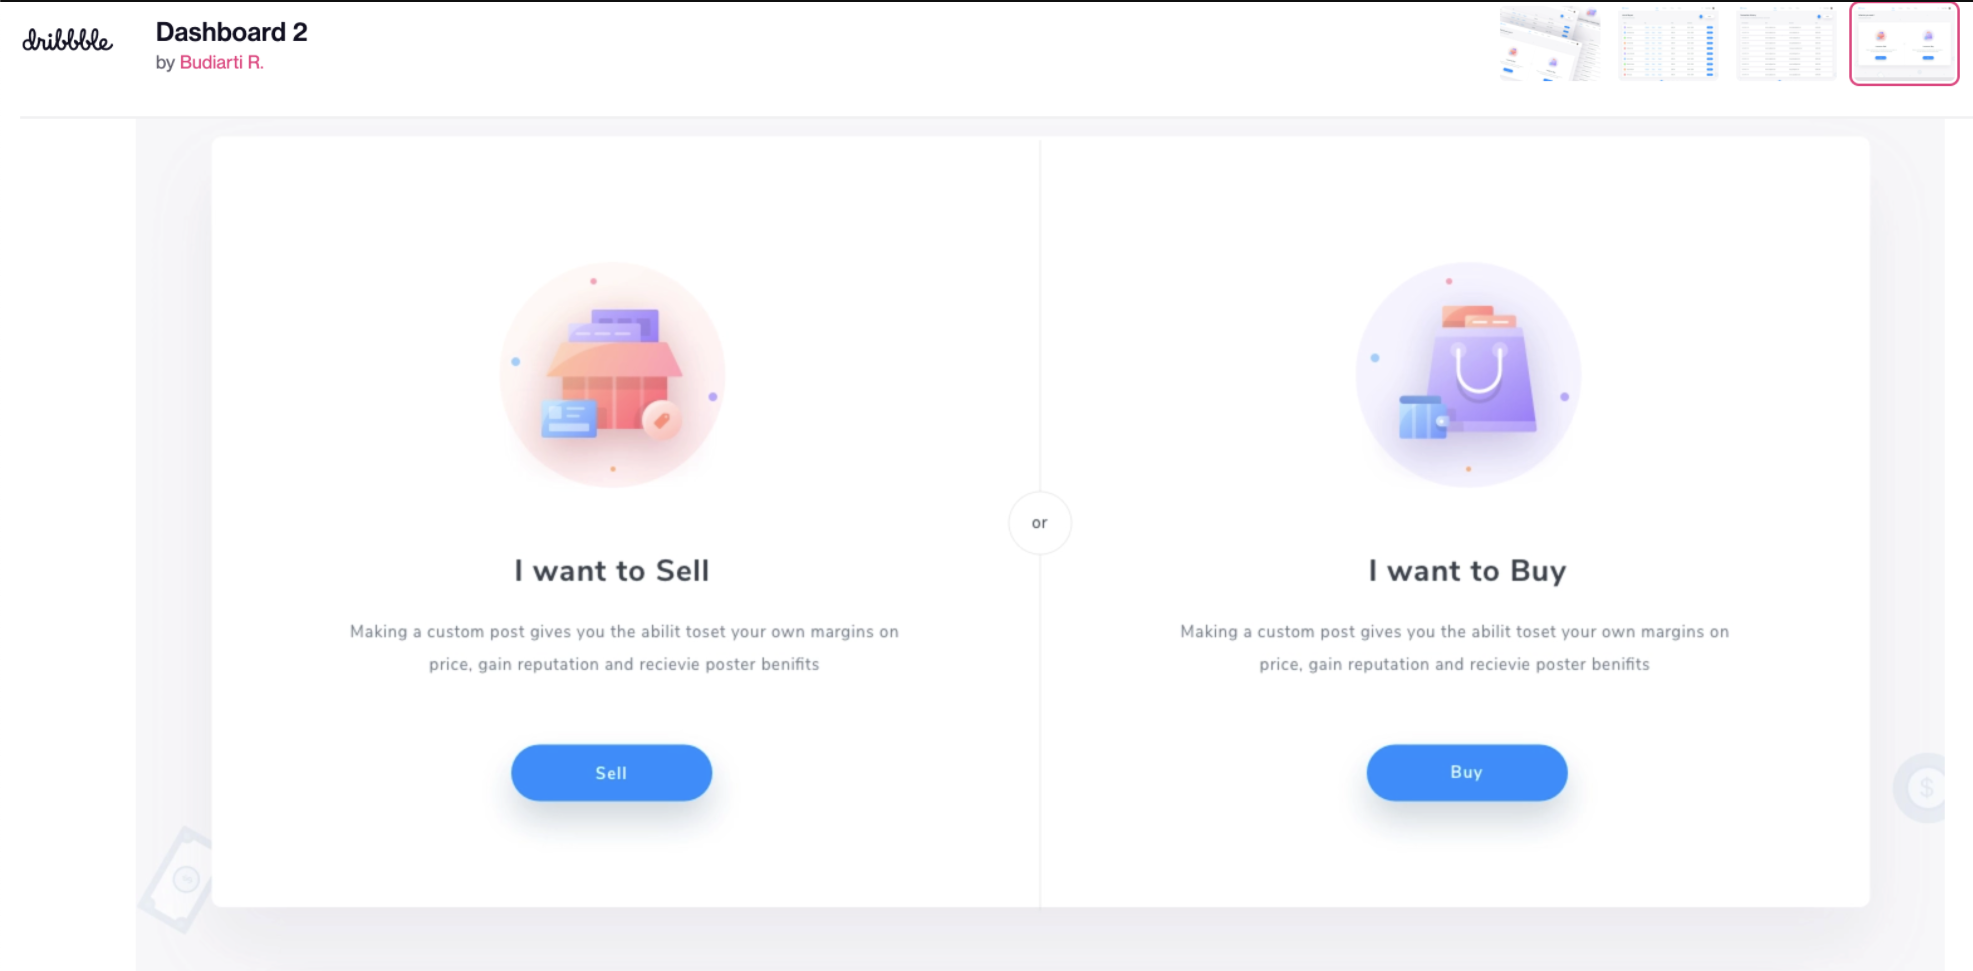 dribbble
Dashboard 2
by Budiarti R.
I want to Sell
Making a custom post gives you the abilit toset your own margins on
price, gain reputation and recievie poster benifits
Sell
or
I want to Buy
Making a custom post gives you the abilit toset your own margins on
price, gain reputation and recievie poster benifits
Buy
$